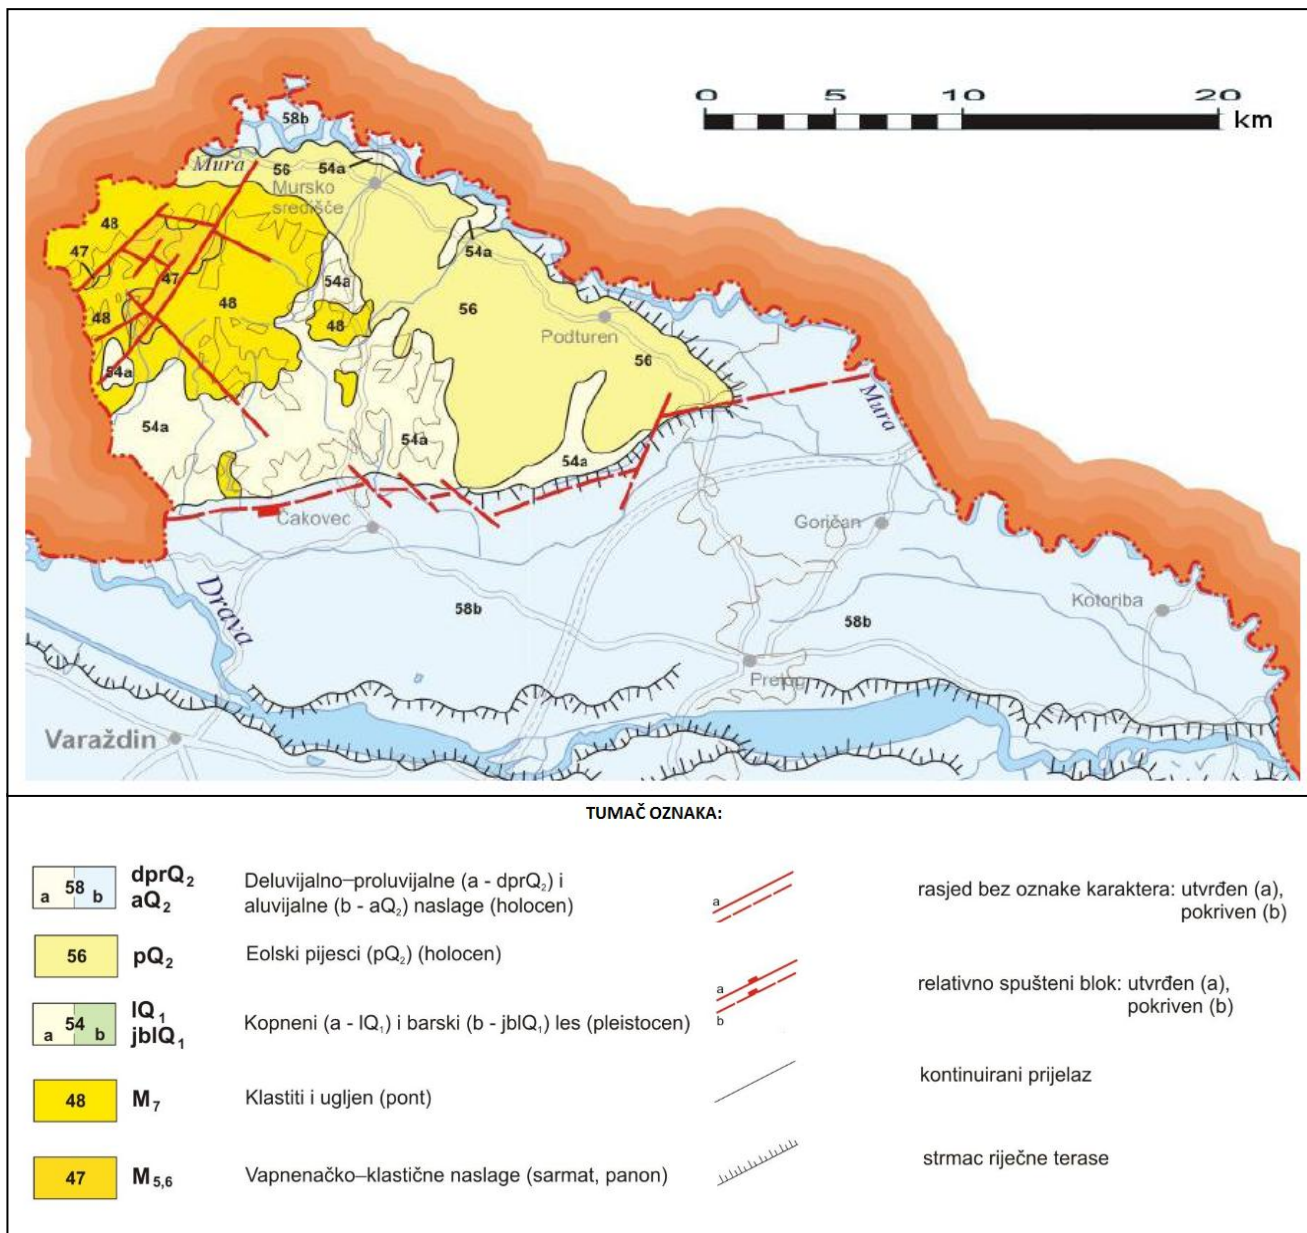 0 5 10 20
km
58b
Mura
56
54a
Mursko
središče
48
54a
47
47
54a
48
56
48
48
Podturen
56
54a
Mura
54a
54a
54a
Čakovec
Goričan
Drava
58b
Kotoriba
58b
Prelog
Varaždin
TUMAČ OZNAKA:
a 58 b
dprQ2
aQ2
Deluvijalno–proluvijalne (a - dprQ2) i
aluvijalne (b - aQ2) naslage (holocen)
56
pQ2
Eolski pijesci (pQ2) (holocen)
a 54 b
lQ1
jblQ1
Kopneni (a - lQ1) i barski (b - jblQ1) les (pleistocen)
48
M7
Klastiti i ugljen (pont)
47
M5,6
Vapnenačko–klastične naslage (sarmat, panon)
a
rasjed bez oznake karaktera: utvrđen (a),
pokriven (b)
a
b
relativno spušteni blok: utvrđen (a),
pokriven (b)
kontinuirani prijelaz
strmac riječne terase